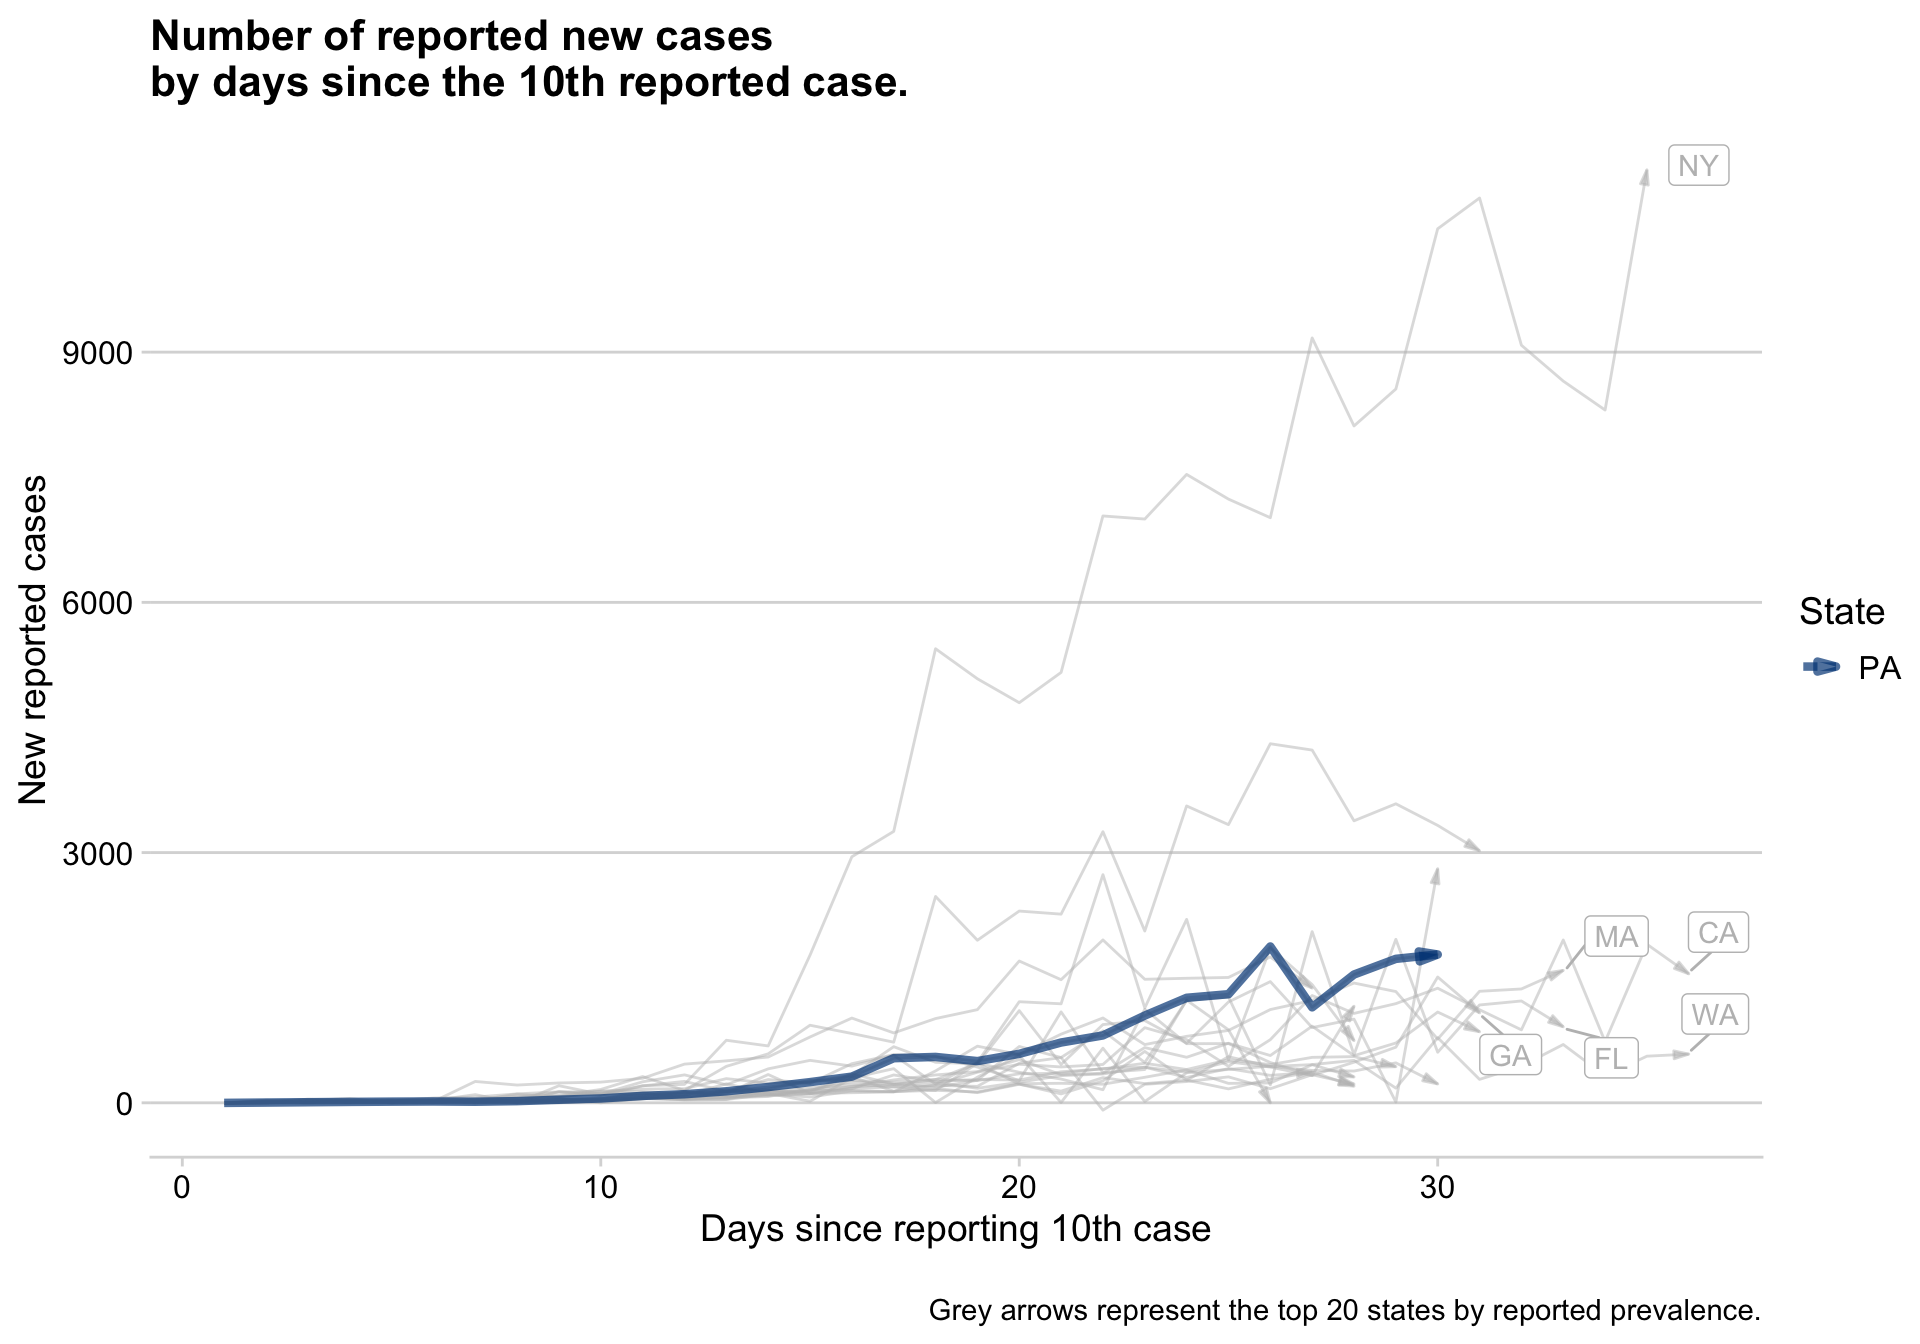 Number of reported new cases
by days since the 10th reported case.
NY
9000
6000
3000
0
New reported cases
MA
CA
WA
GA
FL
State
PA
0 10 20 30
Days since reporting 10th case
Grey arrows represent the top 20 states by reported prevalence.